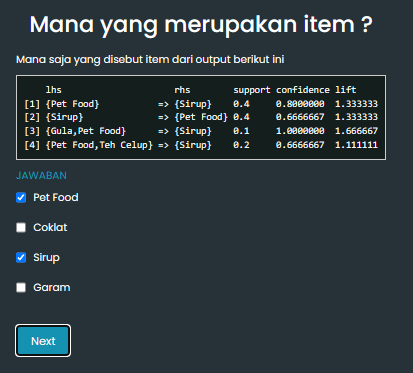 Mana yang merupakan item ?
Mana saja yang disebut item dari output berikut ini
lhs rhs support confidence lift
[1] {Pet Food} => {Sirup} 0.4 0.8000000 1.333333
[2] {Sirup} => {Pet Food} 0.4 0.6666667 1.333333
[3] {Gula,Pet Food} => {Sirup} 0.1 1.0000000 1.666667
[4] {Pet Food,Teh Celup} => {Sirup} 0.2 0.6666667 1.111111
JAWABAN
Pet Food
Coklat
Sirup
Garam
Next